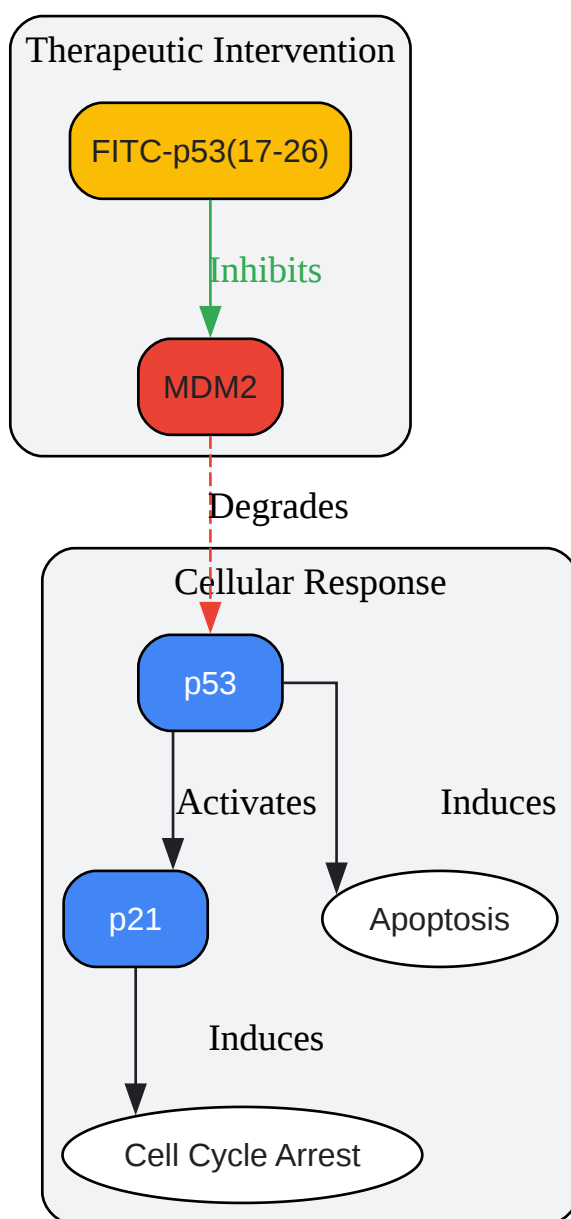 Therapeutic Intervention
FITC-p53(17-26)
Inhibits
MDM2
Degrades
Cellular Response
p53
Activates
Induces
p21
Apoptosis
Induces
Cell Cycle Arrest